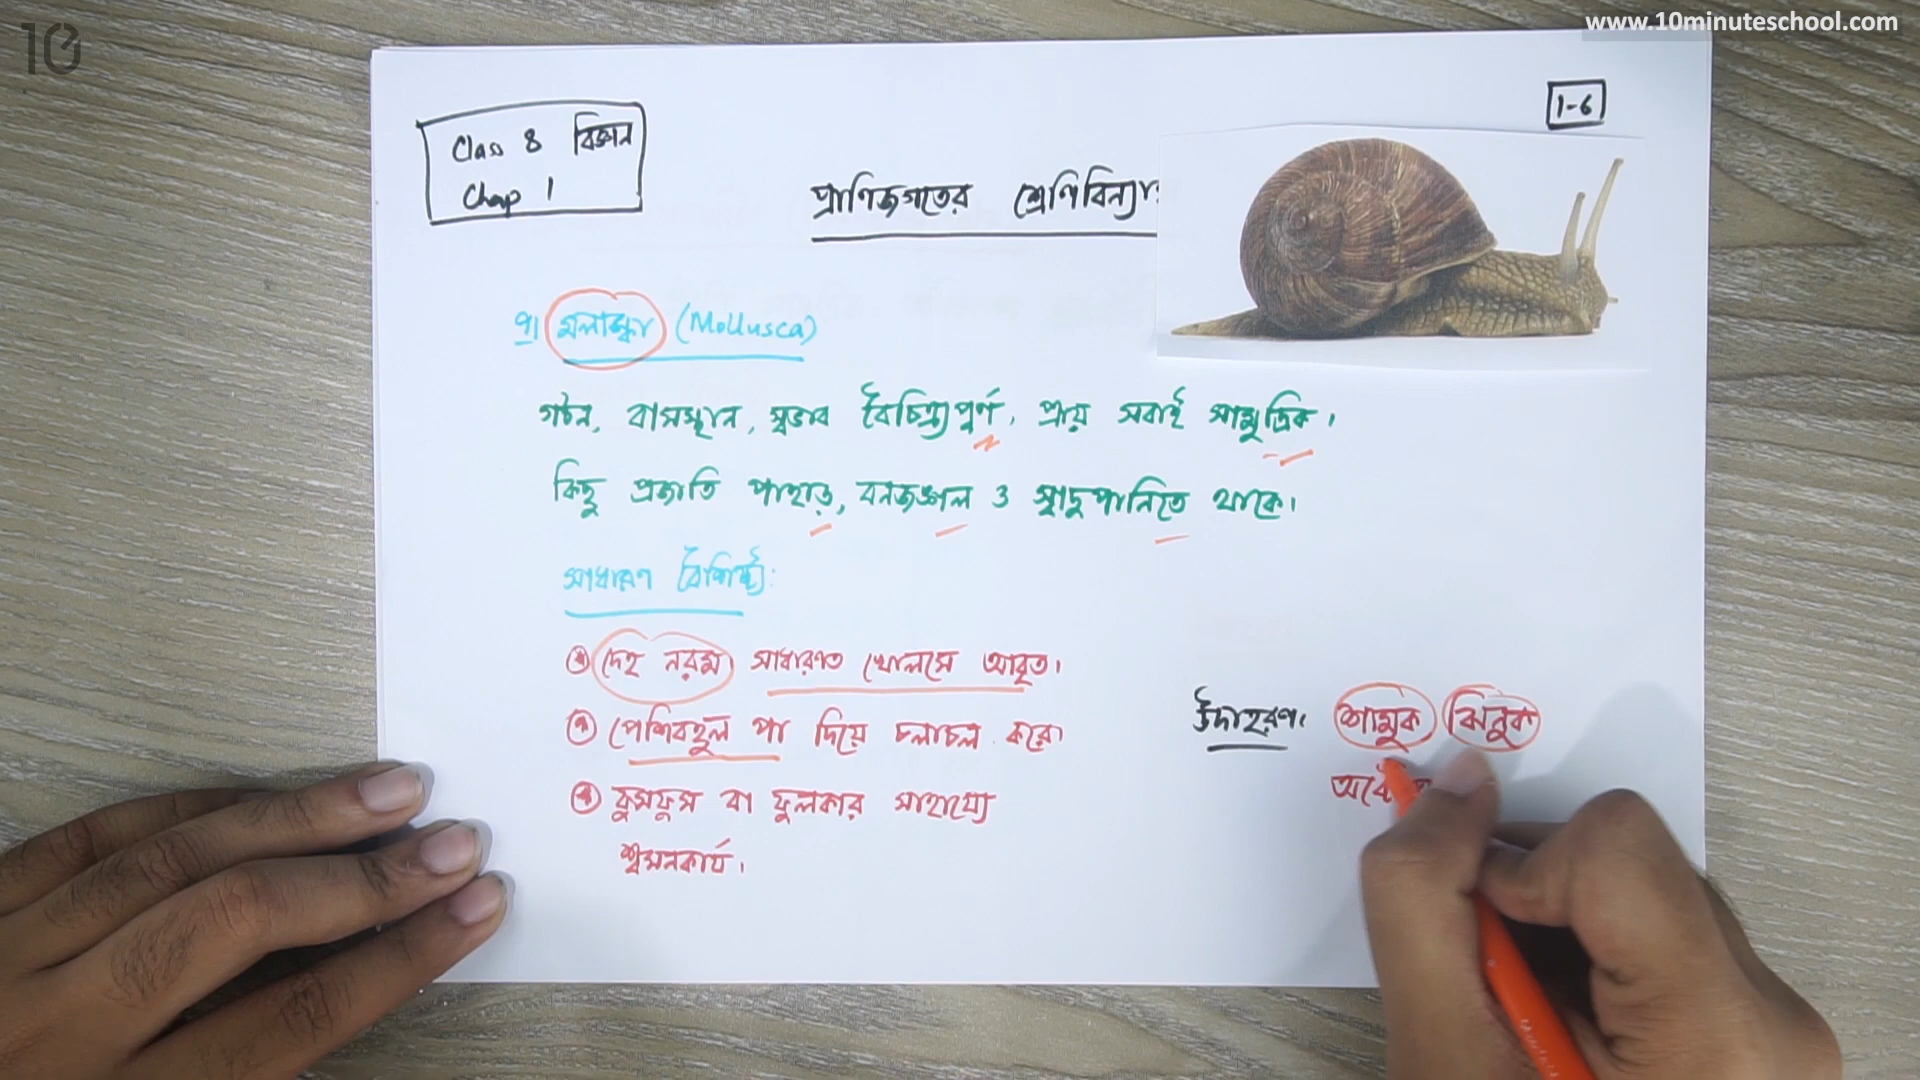 10
www.10minuteschool.com
1-6
Class 8 বিজ্ঞান
Chap 1
প্রাণিজগতের শ্রেণিবিন্যা
৭। মলাস্কা (Mollusca)
গঠন, বাসস্থান, স্বভাব বৈচিত্র্যপূর্ণ, প্রায় সবাই সামুদ্রিক।
কিছু প্রজাতি পাহাড়, বনজঙ্গল ও স্বাদুপানিতে থাকে।
সাধারণ বৈশিষ্ট্য:
দেহ নরম সাধারণত খোলসে আবৃত।
পেশিবহুল পা দিয়ে চলাচল করে।
ফুসফুস বা ফুলকার সাহায্যে
শ্বসনকার্য।
উদাহরণ: শামুক ঝিনুক